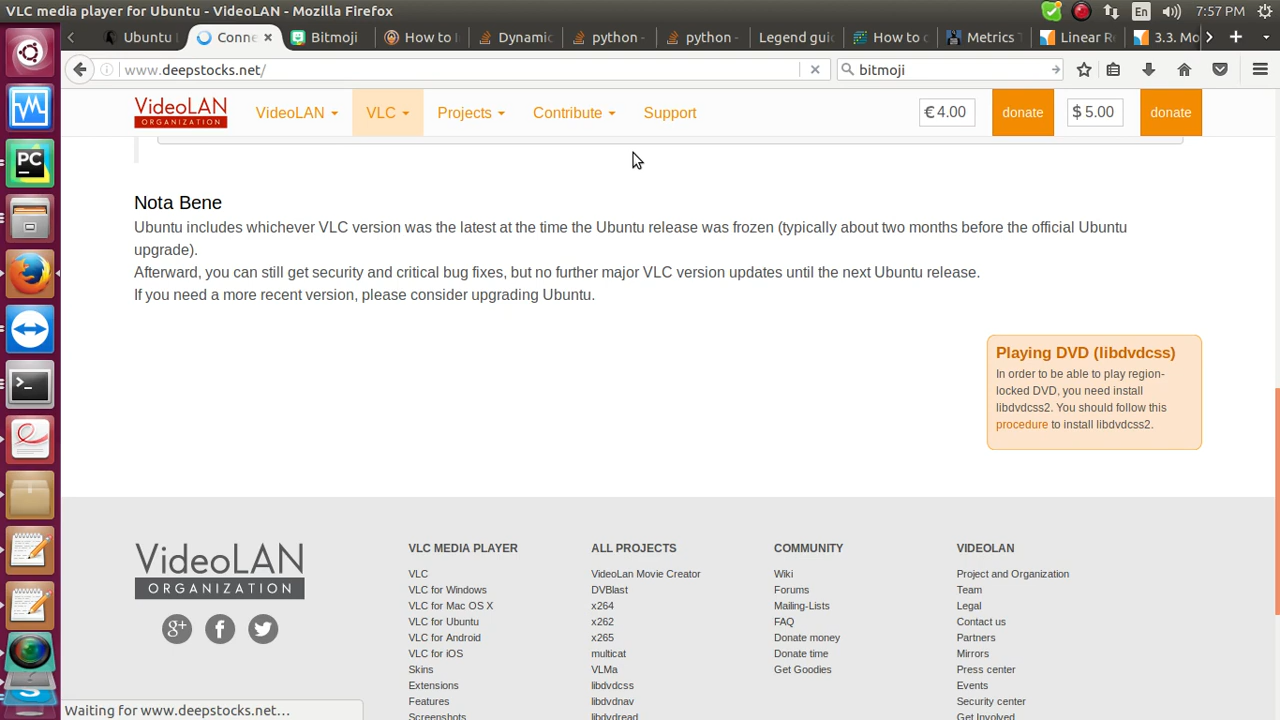 VLC media player for Ubuntu - VideoLAN - Mozilla Firefox
En
7:57 PM
Ubuntu
Conne
Bitmoji
How to I
Dynamic
python -
python -
Legend gui
How to c
Metrics
Linear Re
3.3. Mo
www.deepstocks.net/
bitmoji
VideoLAN
ORGANIZATION
VideoLAN
VLC
Projects
Contribute
Support
€ 4.00
donate
$ 5.00
donate
Nota Bene
Ubuntu includes whichever VLC version was the latest at the time the Ubuntu release was frozen (typically about two months before the official Ubuntu
upgrade).
Afterward, you can still get security and critical bug fixes, but no further major VLC version updates until the next Ubuntu release.
If you need a more recent version, please consider upgrading Ubuntu.
Playing DVD (libdvdcss)
In order to be able to play region-
locked DVD, you need install
libdvdcss2. You should follow this
procedure to install libdvdcss2.
VideoLAN
ORGANIZATION
VLC MEDIA PLAYER
VLC
VLC for Windows
VLC for Mac OS X
VLC for Ubuntu
VLC for Android
VLC for iOS
Skins
Extensions
Features
Screenshots
ALL PROJECTS
VideoLan Movie Creator
DVBlast
x264
x262
x265
multicat
VLMa
libdvdcss
libdvdnav
libdvdread
COMMUNITY
Wiki
Forums
Mailing-Lists
FAQ
Donate money
Donate time
Get Goodies
VIDEOLAN
Project and Organization
Team
Legal
Contact us
Partners
Mirrors
Press center
Events
Security center
Get Involved
Waiting for www.deepstocks.net...
PC